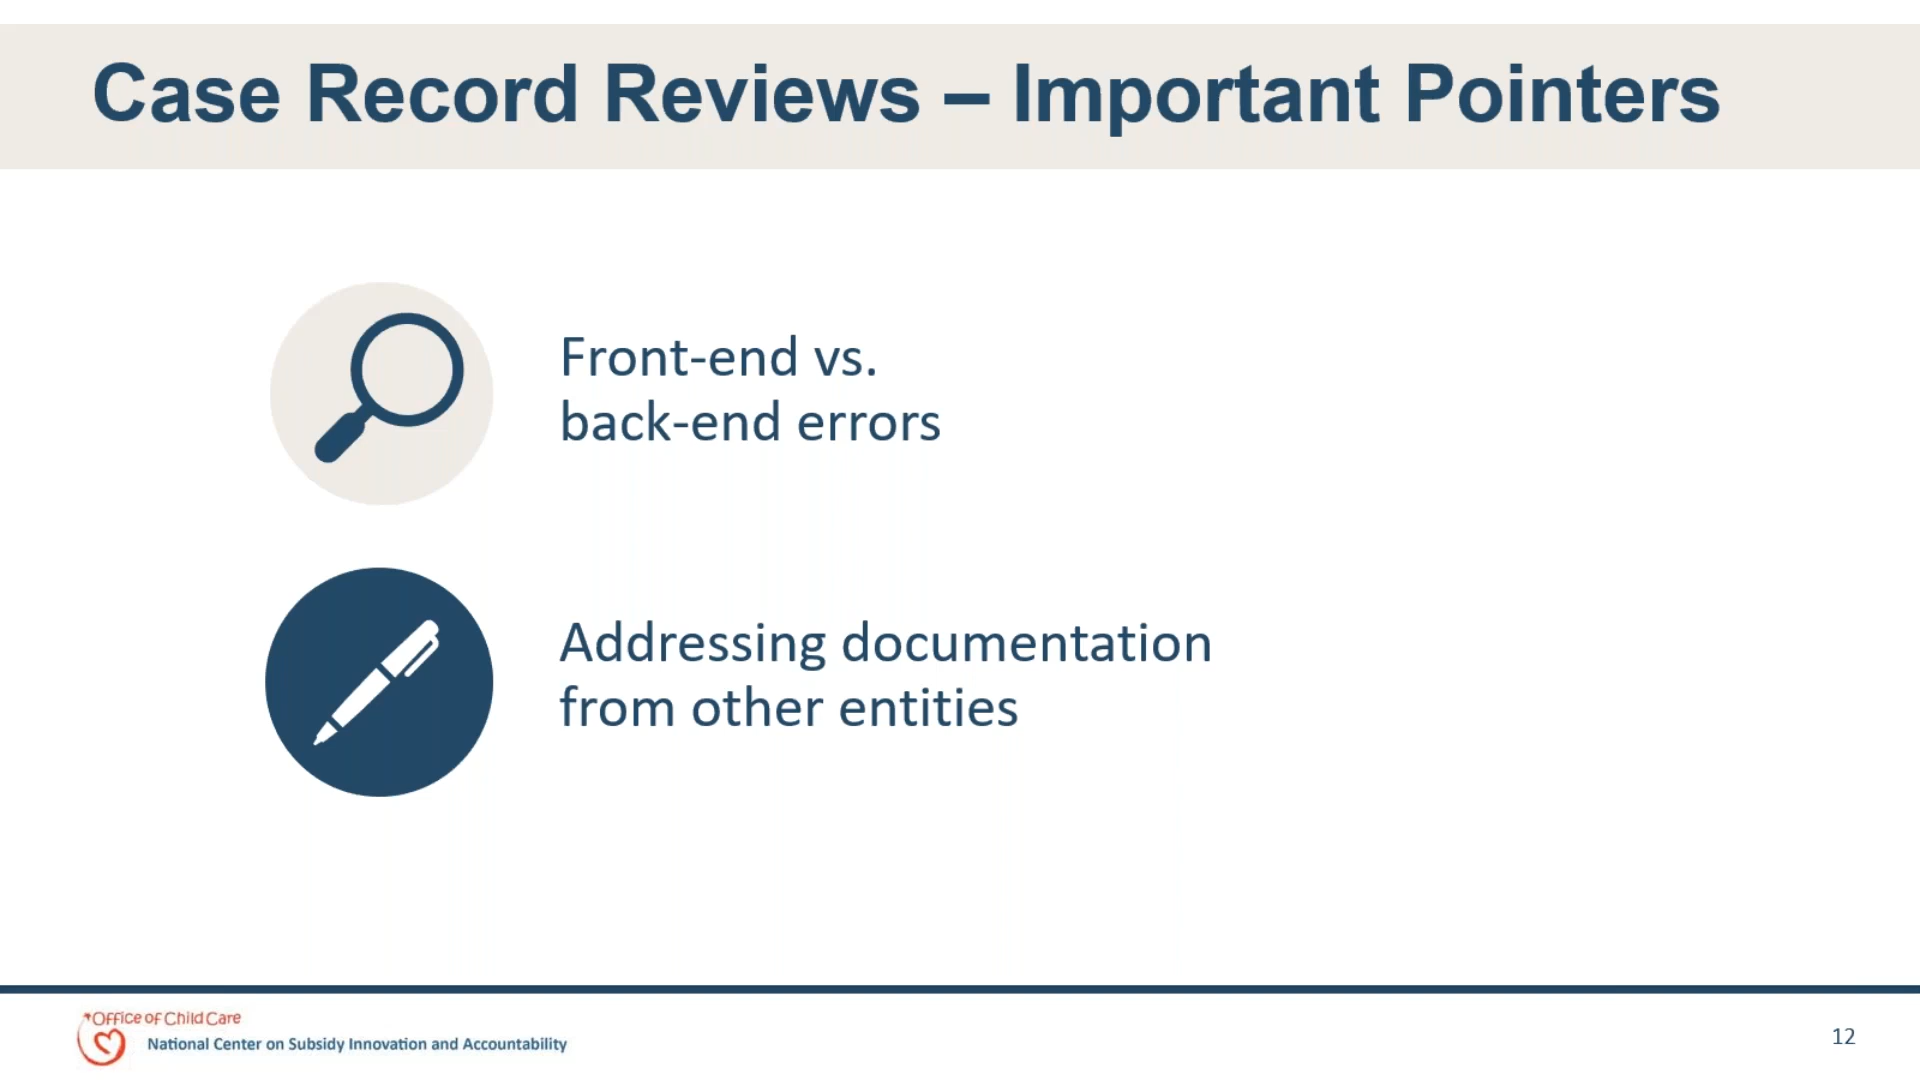 Case Record Reviews – Important Pointers
Front-end vs.
back-end errors
Addressing documentation
from other entities
Office of Child Care
National Center on Subsidy Innovation and Accountability
12